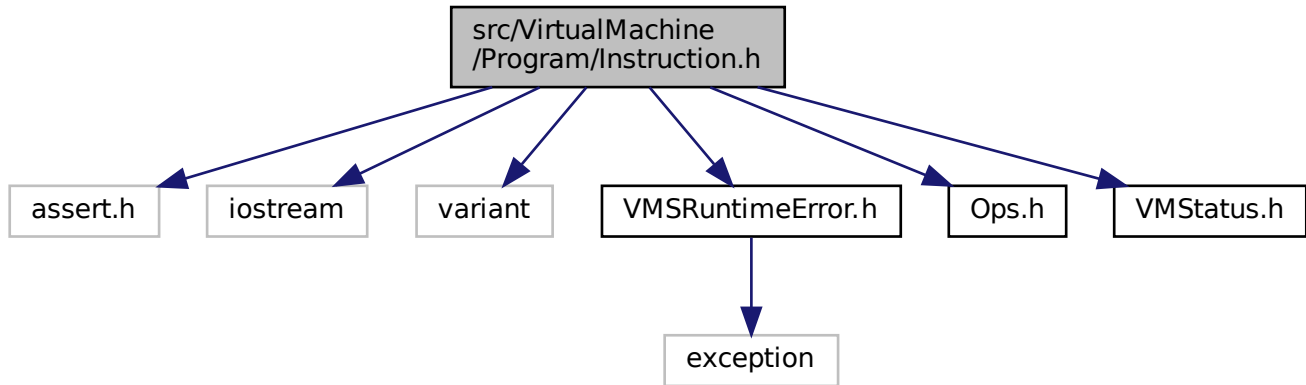 src/VirtualMachine
/Program/Instruction.h
assert.h
iostream
variant
VMSRuntimeError.h
Ops.h
VMStatus.h
exception